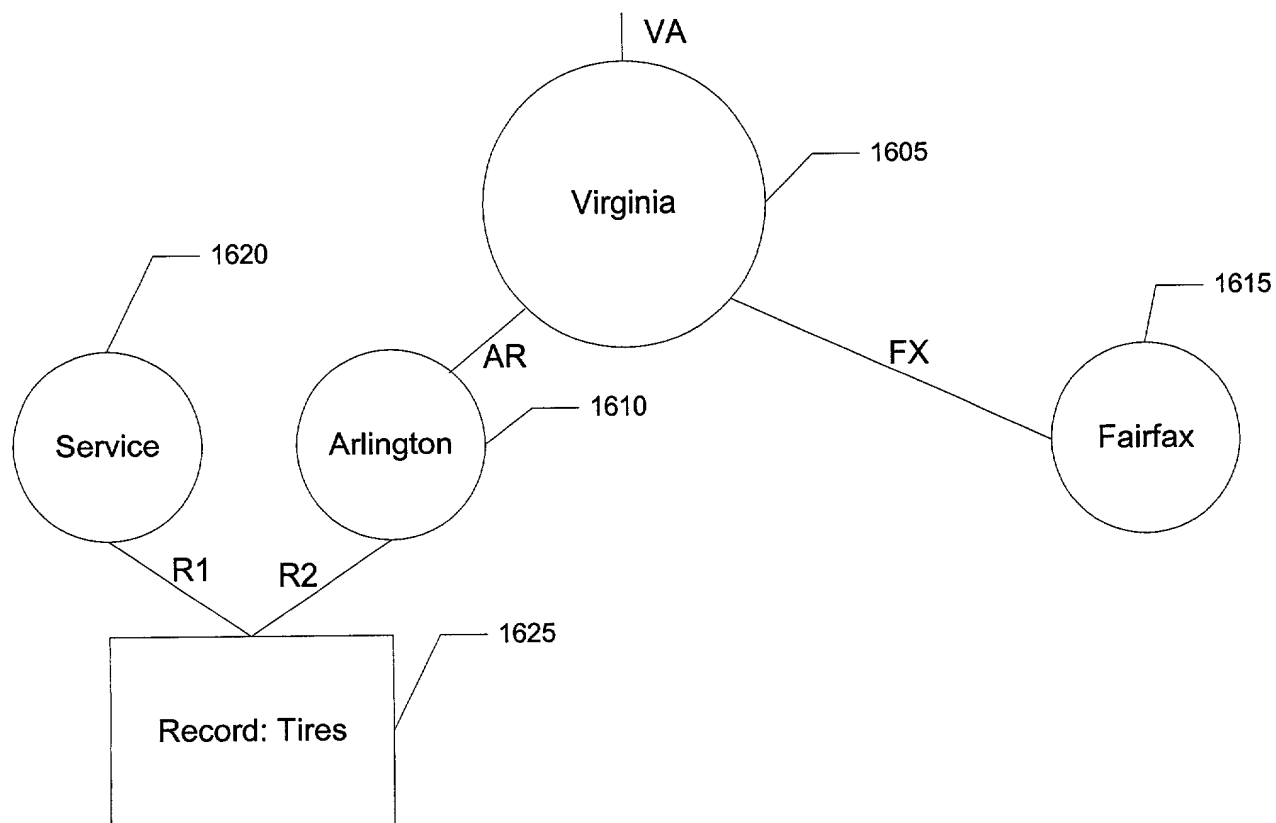 VA
1605
Virginia
1620
1615
AR
FX
1610
Service
Arlington
Fairfax
R1
R2
1625
Record: Tires